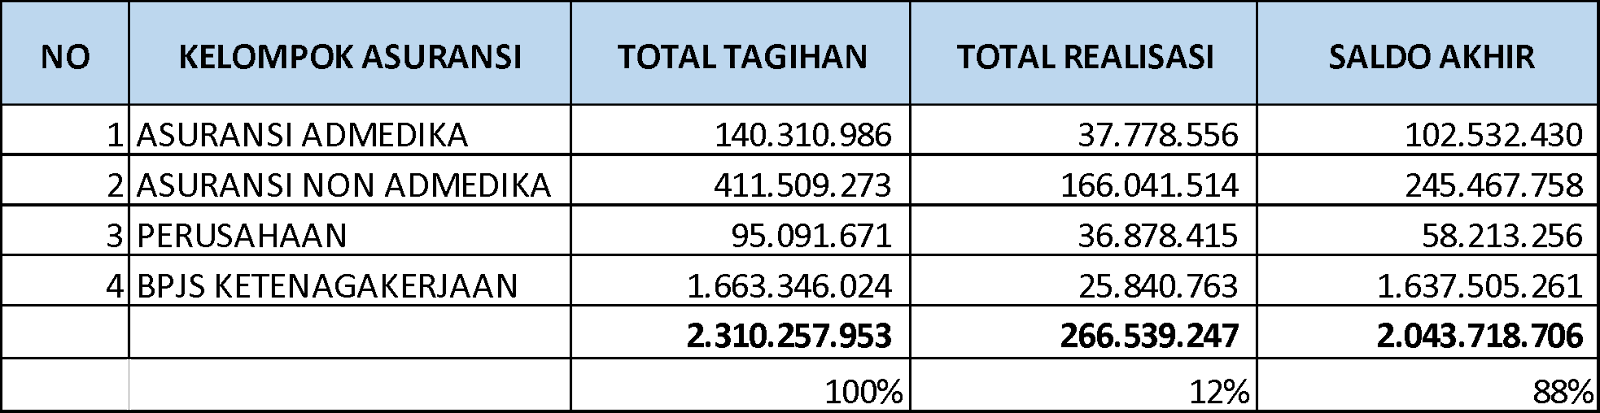 NO KELOMPOK ASURANSI TOTAL TAGIHAN TOTAL REALISASI SALDO AKHIR
1 ASURANSI ADMEDIKA 140.310.986 37.778.556 102.532.430
2 ASURANSI NON ADMEDIKA 411.509.273 166.041.514 245.467.758
3 PERUSAHAAN 95.091.671 36.878.415 58.213.256
4 BPJS KETENAGAKERJAAN 1.663.346.024 25.840.763 1.637.505.261
2.310.257.953 266.539.247 2.043.718.706
100% 12% 88%